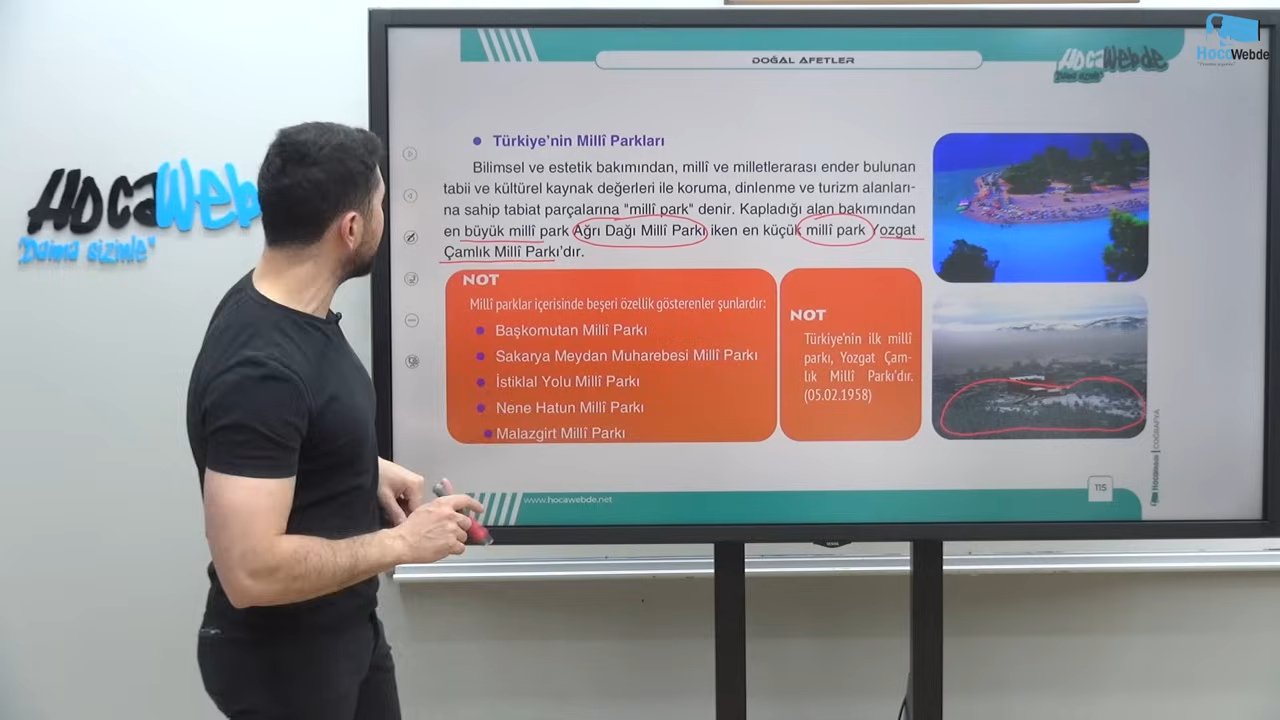 Hoca Webde
"Daima sizinle"
DOĞAL AFETLER
HocaWebde
HocaWebde
Türkiye'nin Millî Parkları
Bilimsel ve estetik bakımından, millî ve milletlerarası ender bulunan
tabii ve kültürel kaynak değerleri ile koruma, dinlenme ve turizm alanları-
na sahip tabiat parçalarına "millî park" denir. Kapladığı alan bakımından
en büyük millî park Ağrı Dağı Millî Parkı iken en küçük millî park Yozgat
Çamlık Millî Parkı'dır.
NOT
Millî parklar içerisinde beşeri özellik gösterenler şunlardır:
Başkomutan Millî Parkı
Sakarya Meydan Muharebesi Millî Parkı
İstiklal Yolu Millî Parkı
Nene Hatun Millî Parkı
Malazgirt Millî Parkı
NOT
Türkiye'nin ilk millî
parkı, Yozgat Çam-
lık Millî Parkı'dır.
(05.02.1958)
www.hocawebde.net
115
COĞRAFYA